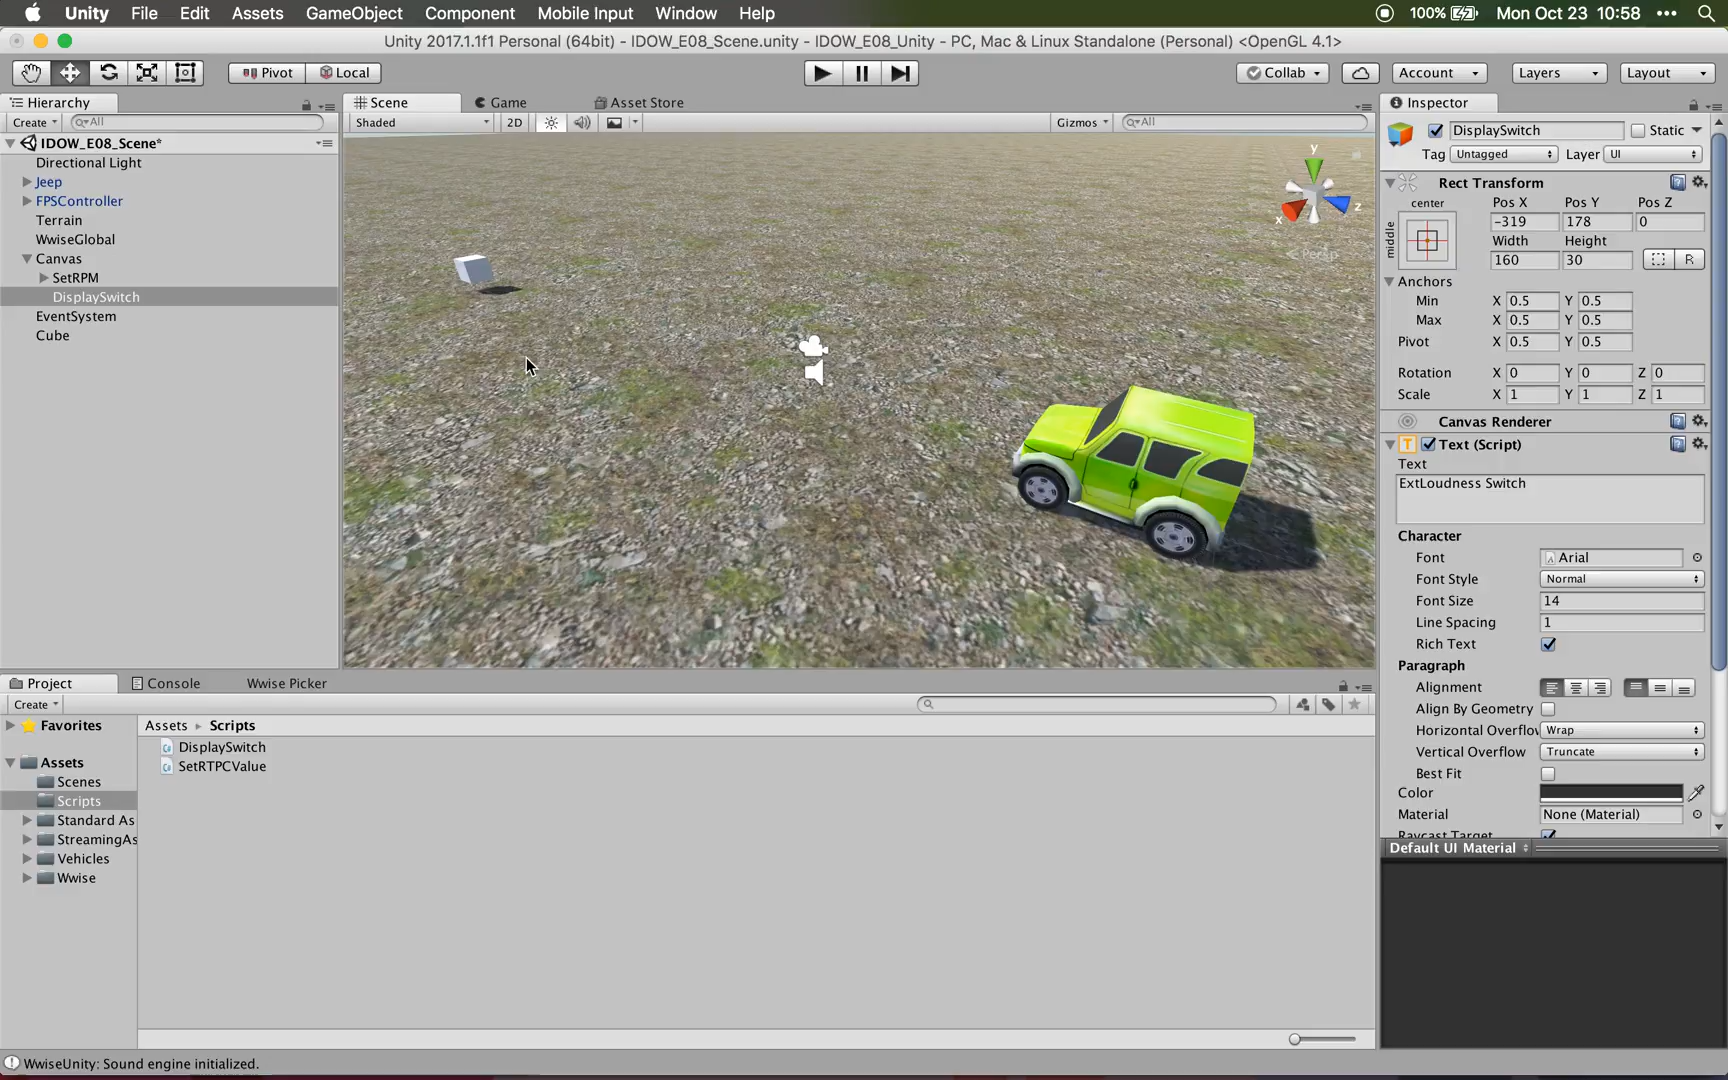 Unity File Edit Assets GameObject Component Mobile Input Window Help 100% Mon Oct 23 10:58
Unity 2017.1.1f1 Personal (64bit) - IDOW_E08_Scene.unity - IDOW_E08_Unity - PC, Mac & Linux Standalone (Personal) <OpenGL 4.1>
Pivot Local Collab Account Layers Layout
Hierarchy Scene Game Asset Store Inspector
Create All Shaded 2D Gizmos All
IDOW_E08_Scene*
Directional Light
Jeep
FPSController
Terrain
WwiseGlobal
Canvas
SetRPM
DisplaySwitch
EventSystem
Cube
y
x
z
Persp
DisplaySwitch Static
Tag Untagged Layer UI
Rect Transform
center Pos X Pos Y Pos Z
middle -319 178 0
Width Height
160 30 R
Anchors
Min X 0.5 Y 0.5
Max X 0.5 Y 0.5
Pivot X 0.5 Y 0.5
Rotation X 0 Y 0 Z 0
Scale X 1 Y 1 Z 1
Canvas Renderer
Text (Script)
Text
ExtLoudness Switch
Character
Font Arial
Font Style Normal
Font Size 14
Line Spacing 1
Rich Text
Paragraph
Alignment
Align By Geometry
Horizontal Overflov Wrap
Vertical Overflow Truncate
Best Fit
Color
Material None (Material)
Raycast Target
Default UI Material
Project Console Wwise Picker
Create
Favorites
Assets
Scenes
Scripts
Standard As
StreamingAs
Vehicles
Wwise
Assets Scripts
DisplaySwitch
SetRTPCValue
WwiseUnity: Sound engine initialized.